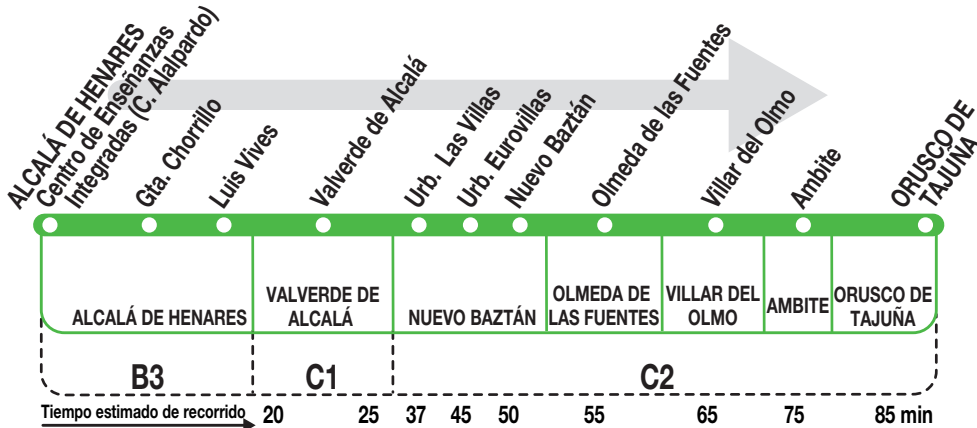 ALCALÁ DE HENARES
Centro de Enseñanzas
Integradas (C. Alalpardo)
Gta. Chorrillo
Luis Vives
Valverde de Alcalá
Urb. Las Villas
Urb. Eurovillas
Nuevo Baztán
Olmeda de las Fuentes
Villar del Olmo
Ambite
ORUSCO DE
TAJUÑA
ALCALÁ DE HENARES
VALVERDE DE
ALCALÁ
NUEVO BAZTÁN
OLMEDA DE
LAS FUENTES
VILLAR DEL
OLMO
AMBITE
ORUSCO DE
TAJUÑA
B3 C1 C2
Tiempo estimado de recorrido 20 25 37 45 50 55 65 75 85 min